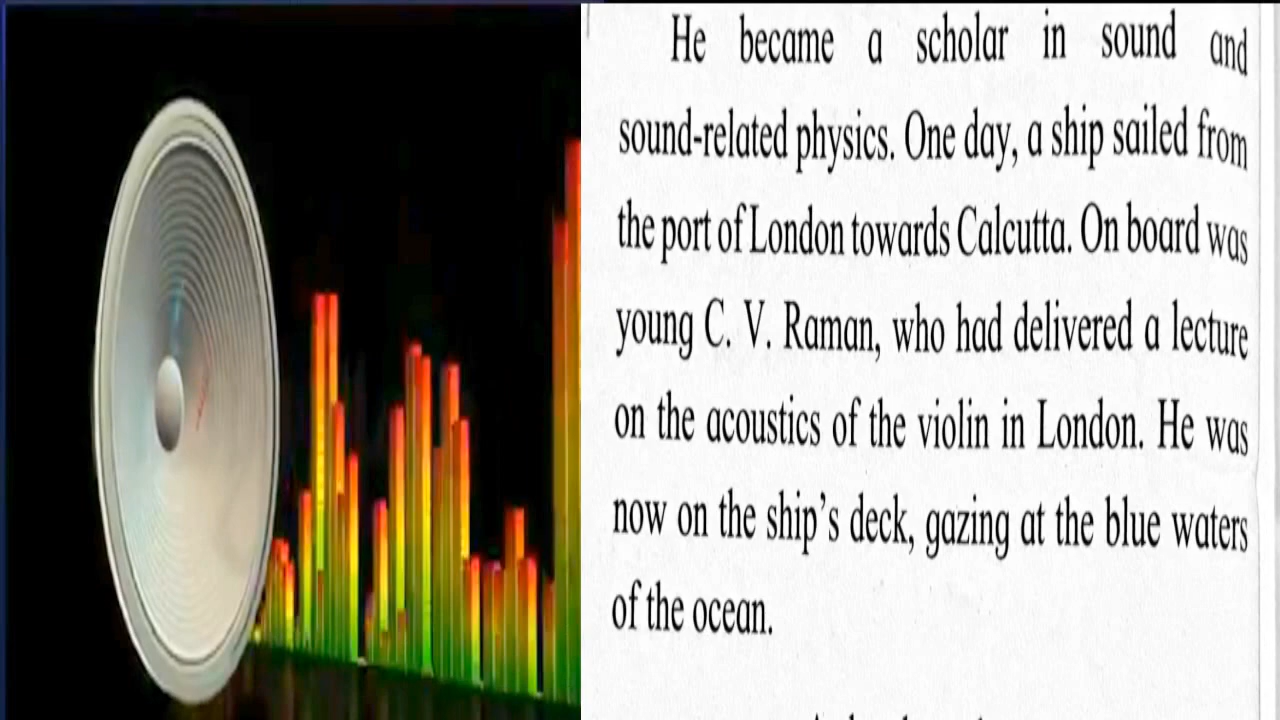 He became a scholar in sound and
sound-related physics. One day, a ship sailed from
the port of London towards Calcutta. On board was
young C. V. Raman, who had delivered a lecture
on the acoustics of the violin in London. He was
now on the ship’s deck, gazing at the blue waters
of the ocean.